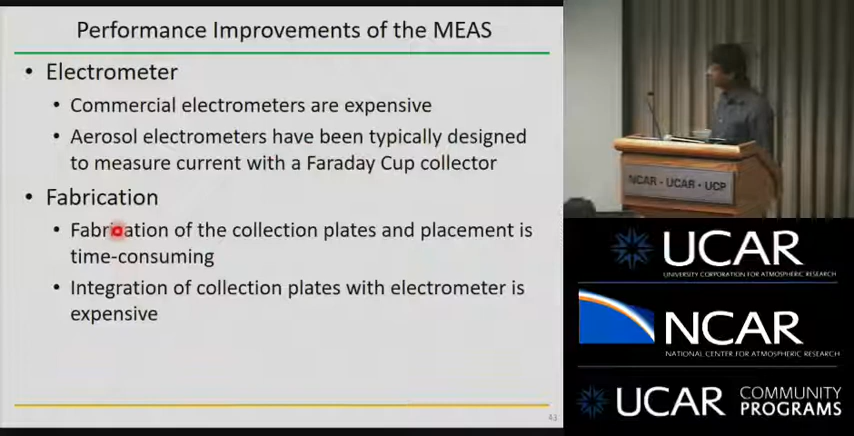 Performance Improvements of the MEAS
• Electrometer
• Commercial electrometers are expensive
• Aerosol electrometers have been typically designed
to measure current with a Faraday Cup collector
• Fabrication
• Fabrication of the collection plates and placement is
time-consuming
• Integration of collection plates with electrometer is
expensive
43
NCAR - UCAR - UCP
UCAR
UNIVERSITY CORPORATION FOR ATMOSPHERIC RESEARCH
NCAR
NATIONAL CENTER FOR ATMOSPHERIC RESEARCH
UCAR COMMUNITY
PROGRAMS